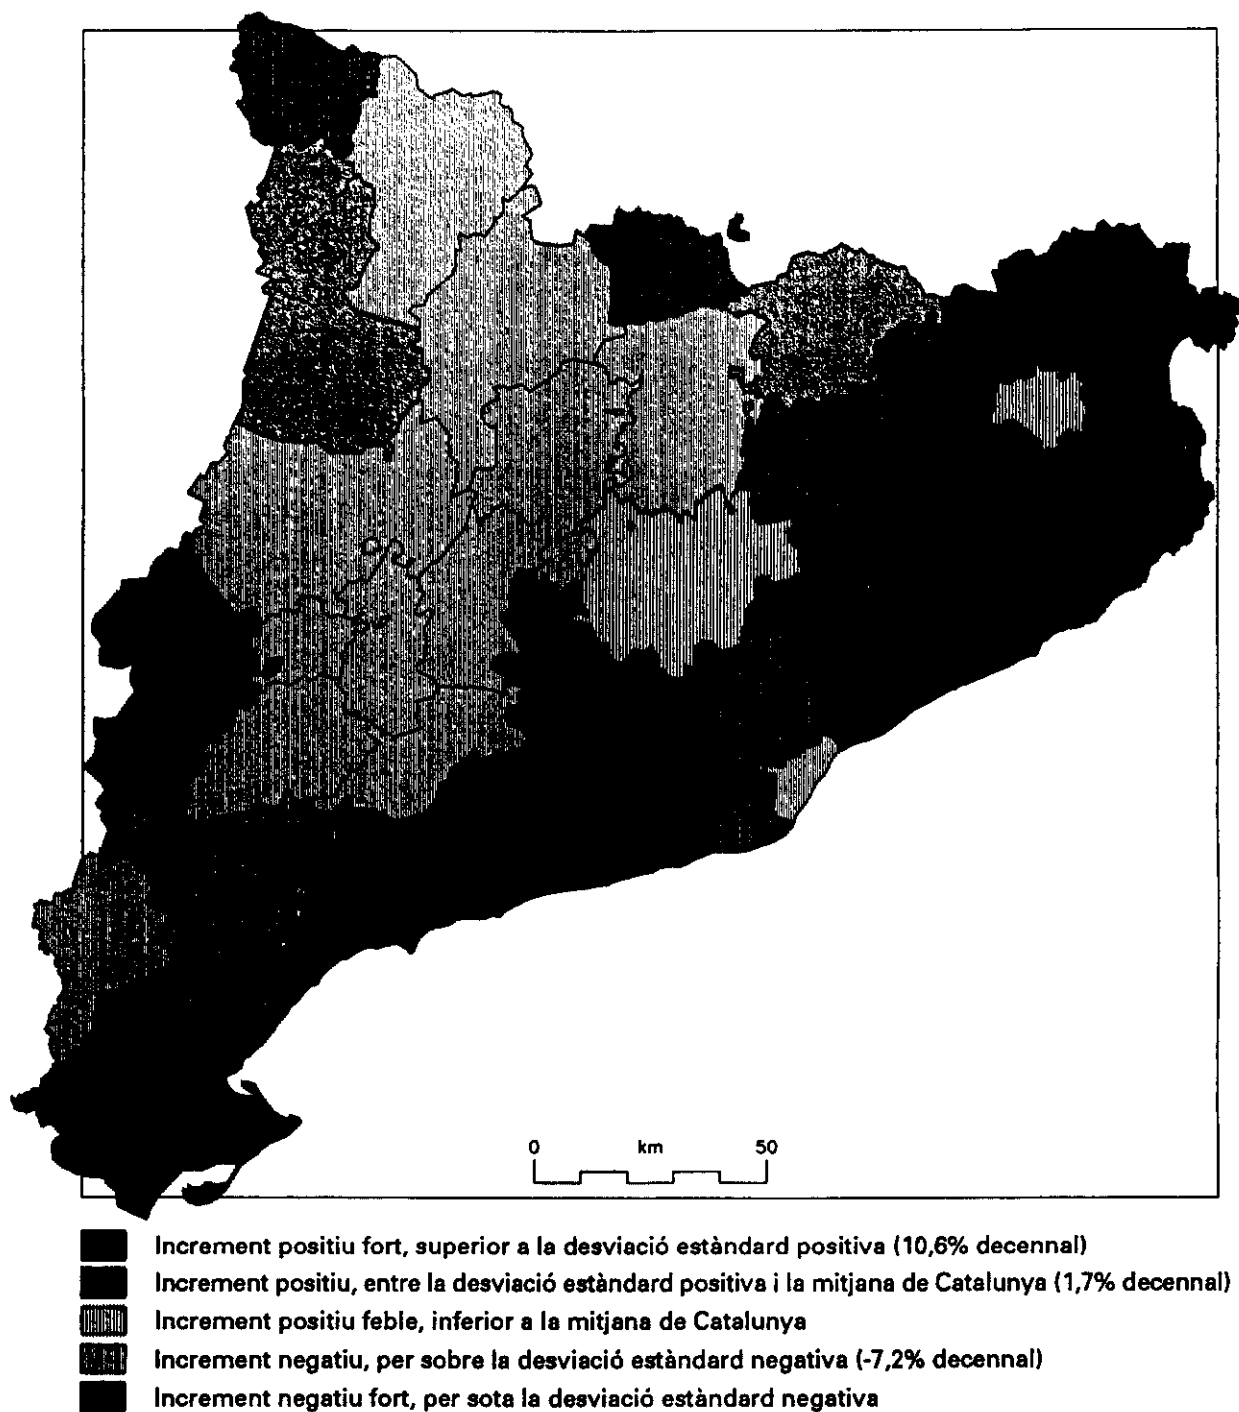 0 km 50
Increment positiu fort, superior a la desviació estàndard positiva (10,6% decennal)
Increment positiu, entre la desviació estàndard positiva i la mitjana de Catalunya (1,7% decennal)
Increment positiu feble, inferior a la mitjana de Catalunya
Increment negatiu, per sobre la desviació estàndard negativa (-7,2% decennal)
Increment negatiu fort, per sota la desviació estàndard negativa